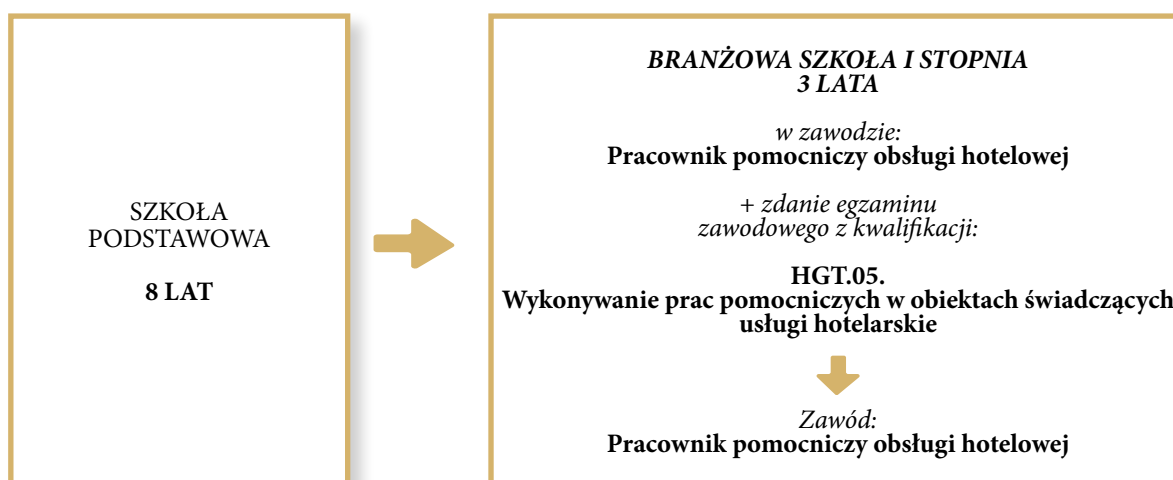 SZKOŁA
PODSTAWOWA
8 LAT
BRANŻOWA SZKOŁA I STOPNIA
3 LATA
w zawodzie:
Pracownik pomocniczy obsługi hotelowej
+ zdanie egzaminu
zawodowego z kwalifikacji:
HGT.05.
Wykonywanie prac pomocniczych w obiektach świadczących
usługi hotelarskie
Zawód:
Pracownik pomocniczy obsługi hotelowej